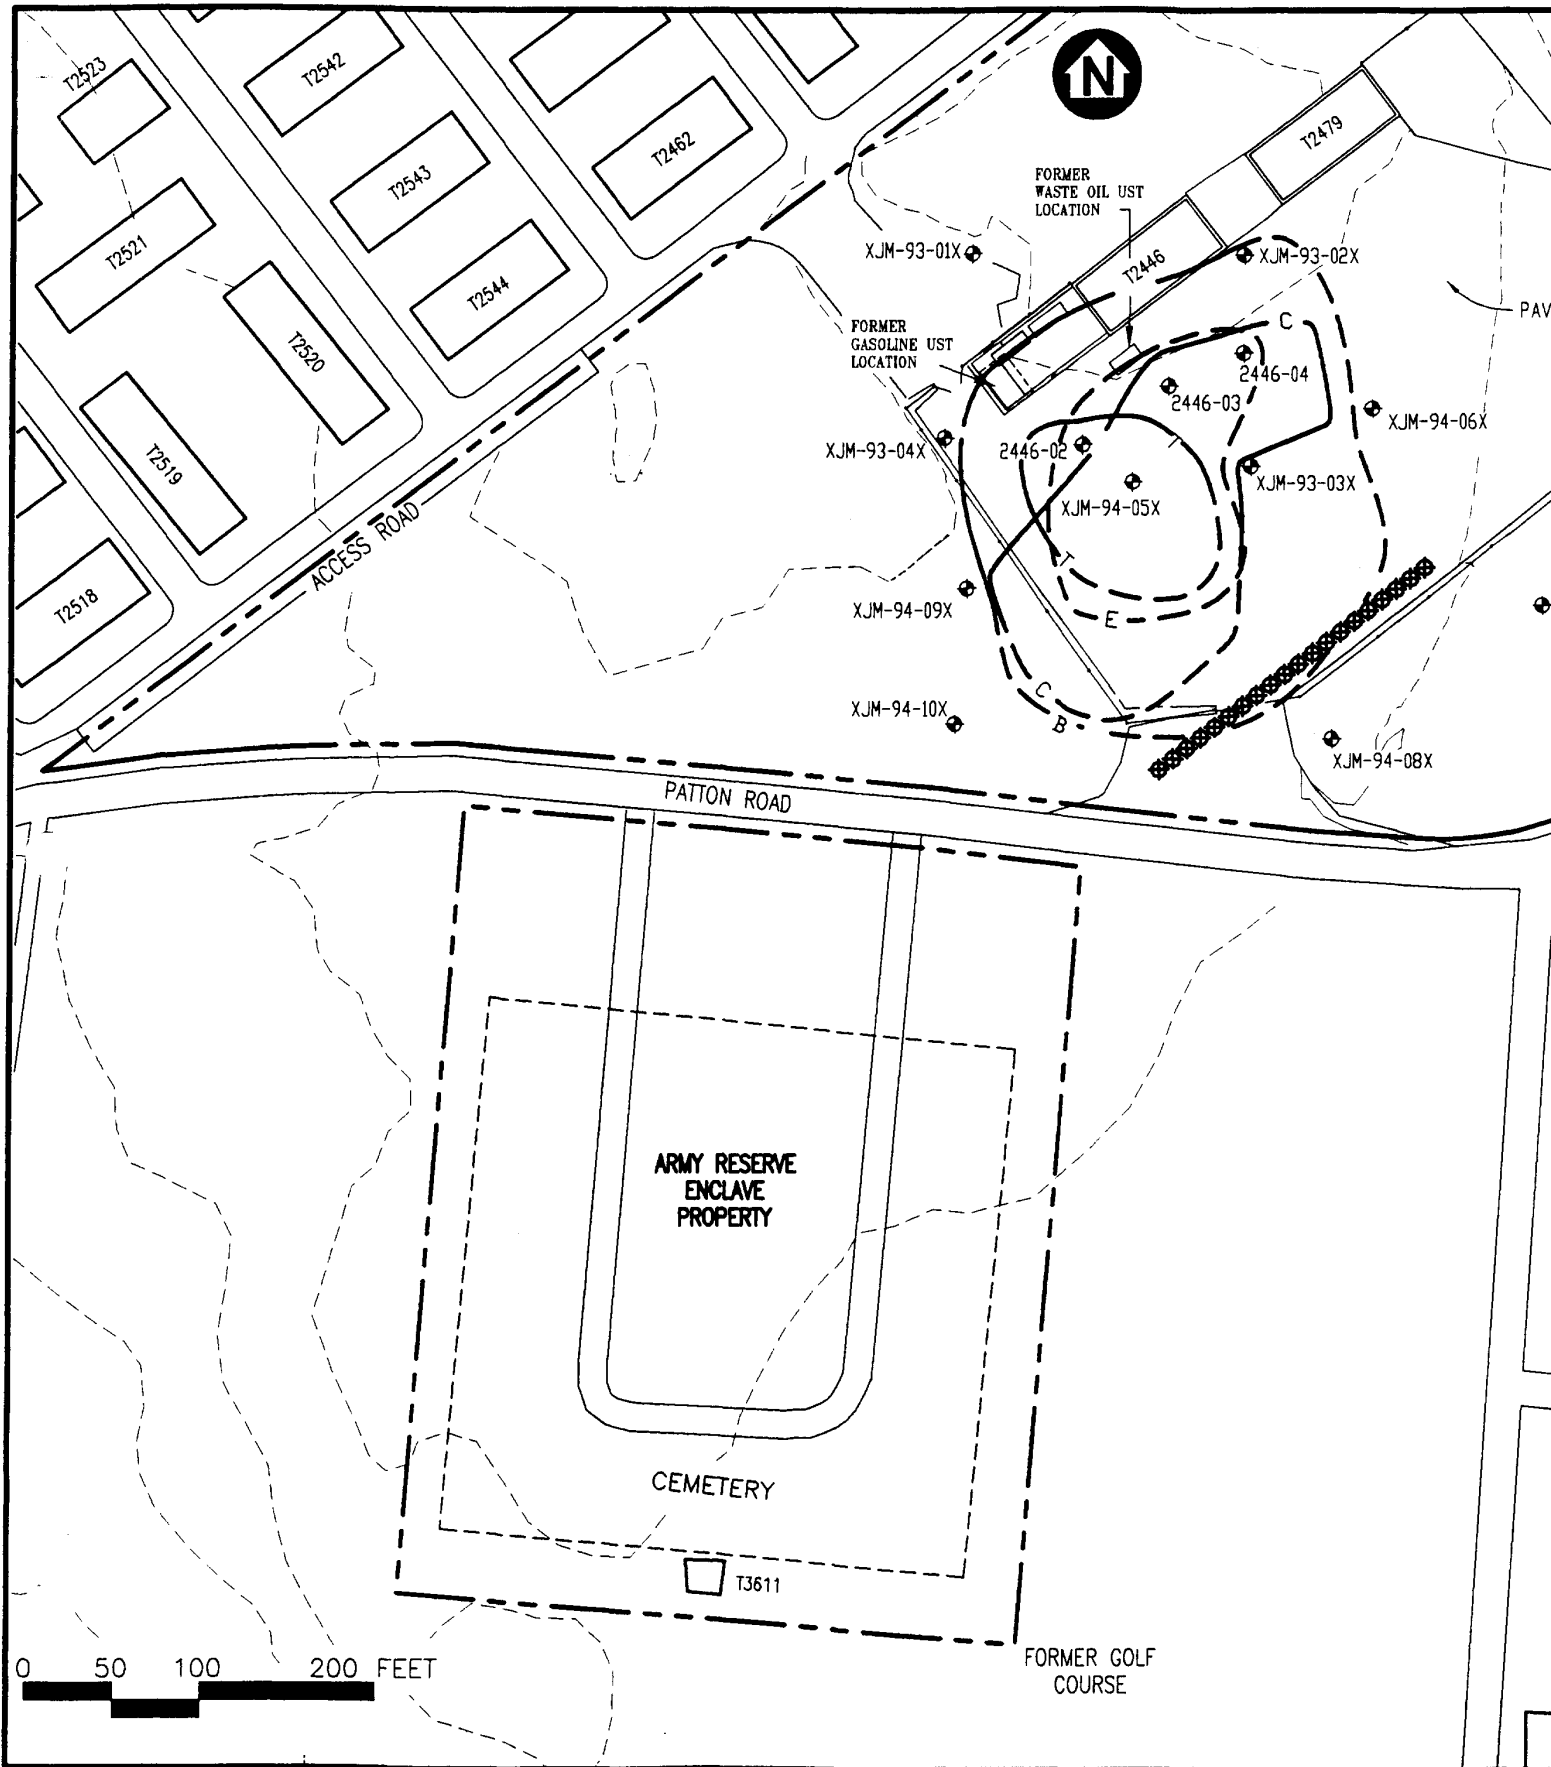 N
T2523
T2542
T2462
T2479
T2543
T2521
T2544
T2520
T2446
FORMER
WASTE OIL UST
LOCATION
XJM-93-01X
XJM-93-02X
PAV
FORMER
GASOLINE UST
LOCATION
C
2446-04
2446-03
XJM-94-06X
XJM-93-04X
2446-02
T
XJM-93-03X
XJM-94-05X
T2519
ACCESS ROAD
T
T2518
XJM-94-09X
E
C
B
XJM-94-10X
XJM-94-08X
PATTON ROAD
ARMY RESERVE
ENCLAVE
PROPERTY
CEMETERY
T3611
FORMER GOLF
COURSE
0 50 100 200 FEET